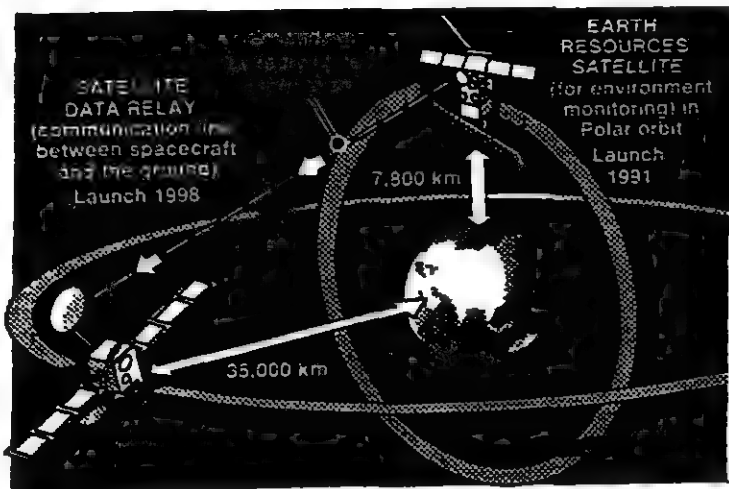 SATELLITE
DATA RELAY
(communication link
between spacecraft
and the ground)
Launch 1998
EARTH
RESOURCES
SATELLITE
(for environment
monitoring) in
Polar orbit
Launch
1991
7,800 km
35,000 km